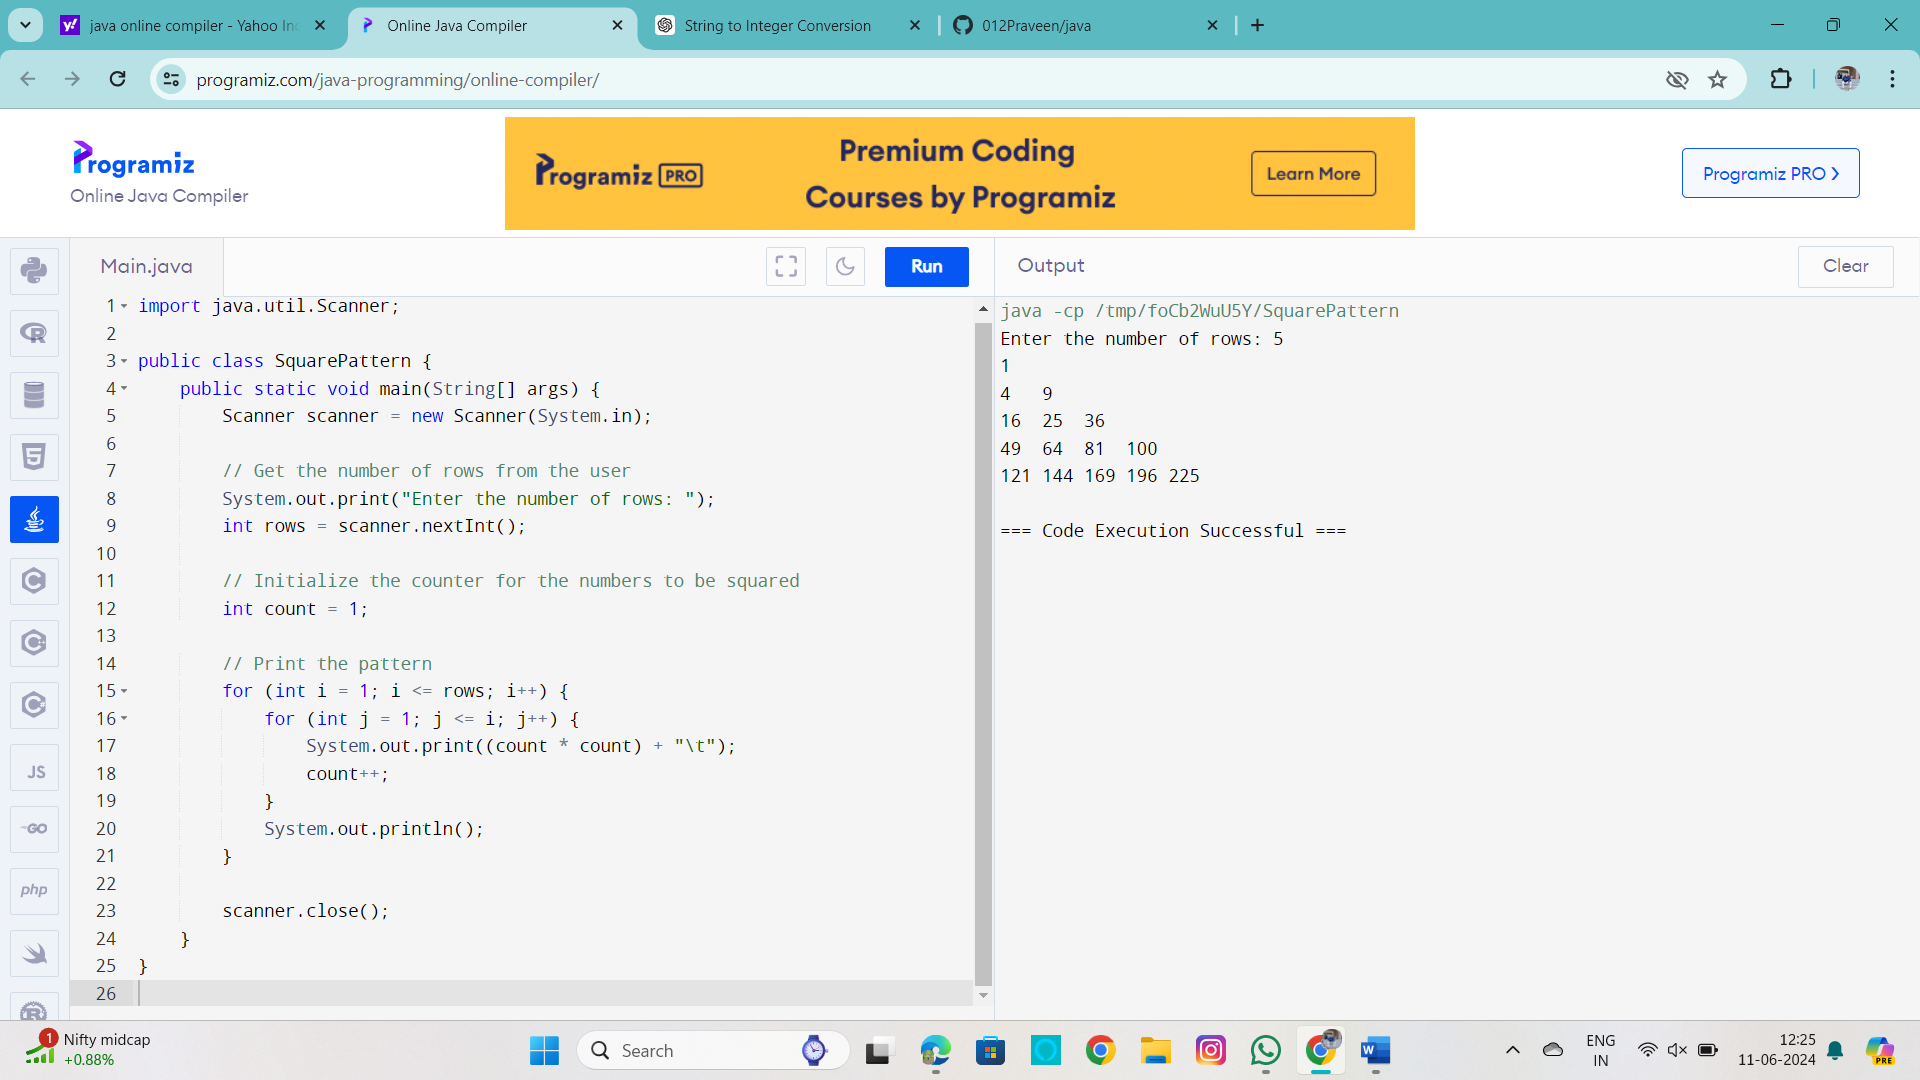 java online compiler - Yahoo In
Online Java Compiler
String to Integer Conversion
012Praveen/java
programiz.com/java-programming/online-compiler/
Programiz
Online Java Compiler
Programiz PRO
Premium Coding
Courses by Programiz
Learn More
Programiz PRO
Main.java
Run
Output
Clear
1 import java.util.Scanner;
2
3 public class SquarePattern {
4 public static void main(String[] args) {
5 Scanner scanner = new Scanner(System.in);
6
7 // Get the number of rows from the user
8 System.out.print("Enter the number of rows: ");
9 int rows = scanner.nextInt();
10
11 // Initialize the counter for the numbers to be squared
12 int count = 1;
13
14 // Print the pattern
15 for (int i = 1; i <= rows; i++) {
16 for (int j = 1; j <= i; j++) {
17 System.out.print((count * count) + "\t");
18 count++;
19 }
20 System.out.println();
21 }
22
23 scanner.close();
24 }
25 }
26
java -cp /tmp/foCb2WuU5Y/SquarePattern
Enter the number of rows: 5
1
4 9
16 25 36
49 64 81 100
121 144 169 196 225
=== Code Execution Successful ===
JS
GO
php
1
Nifty midcap
+0.88%
Search
ENG
IN
12:25
11-06-2024
PRE